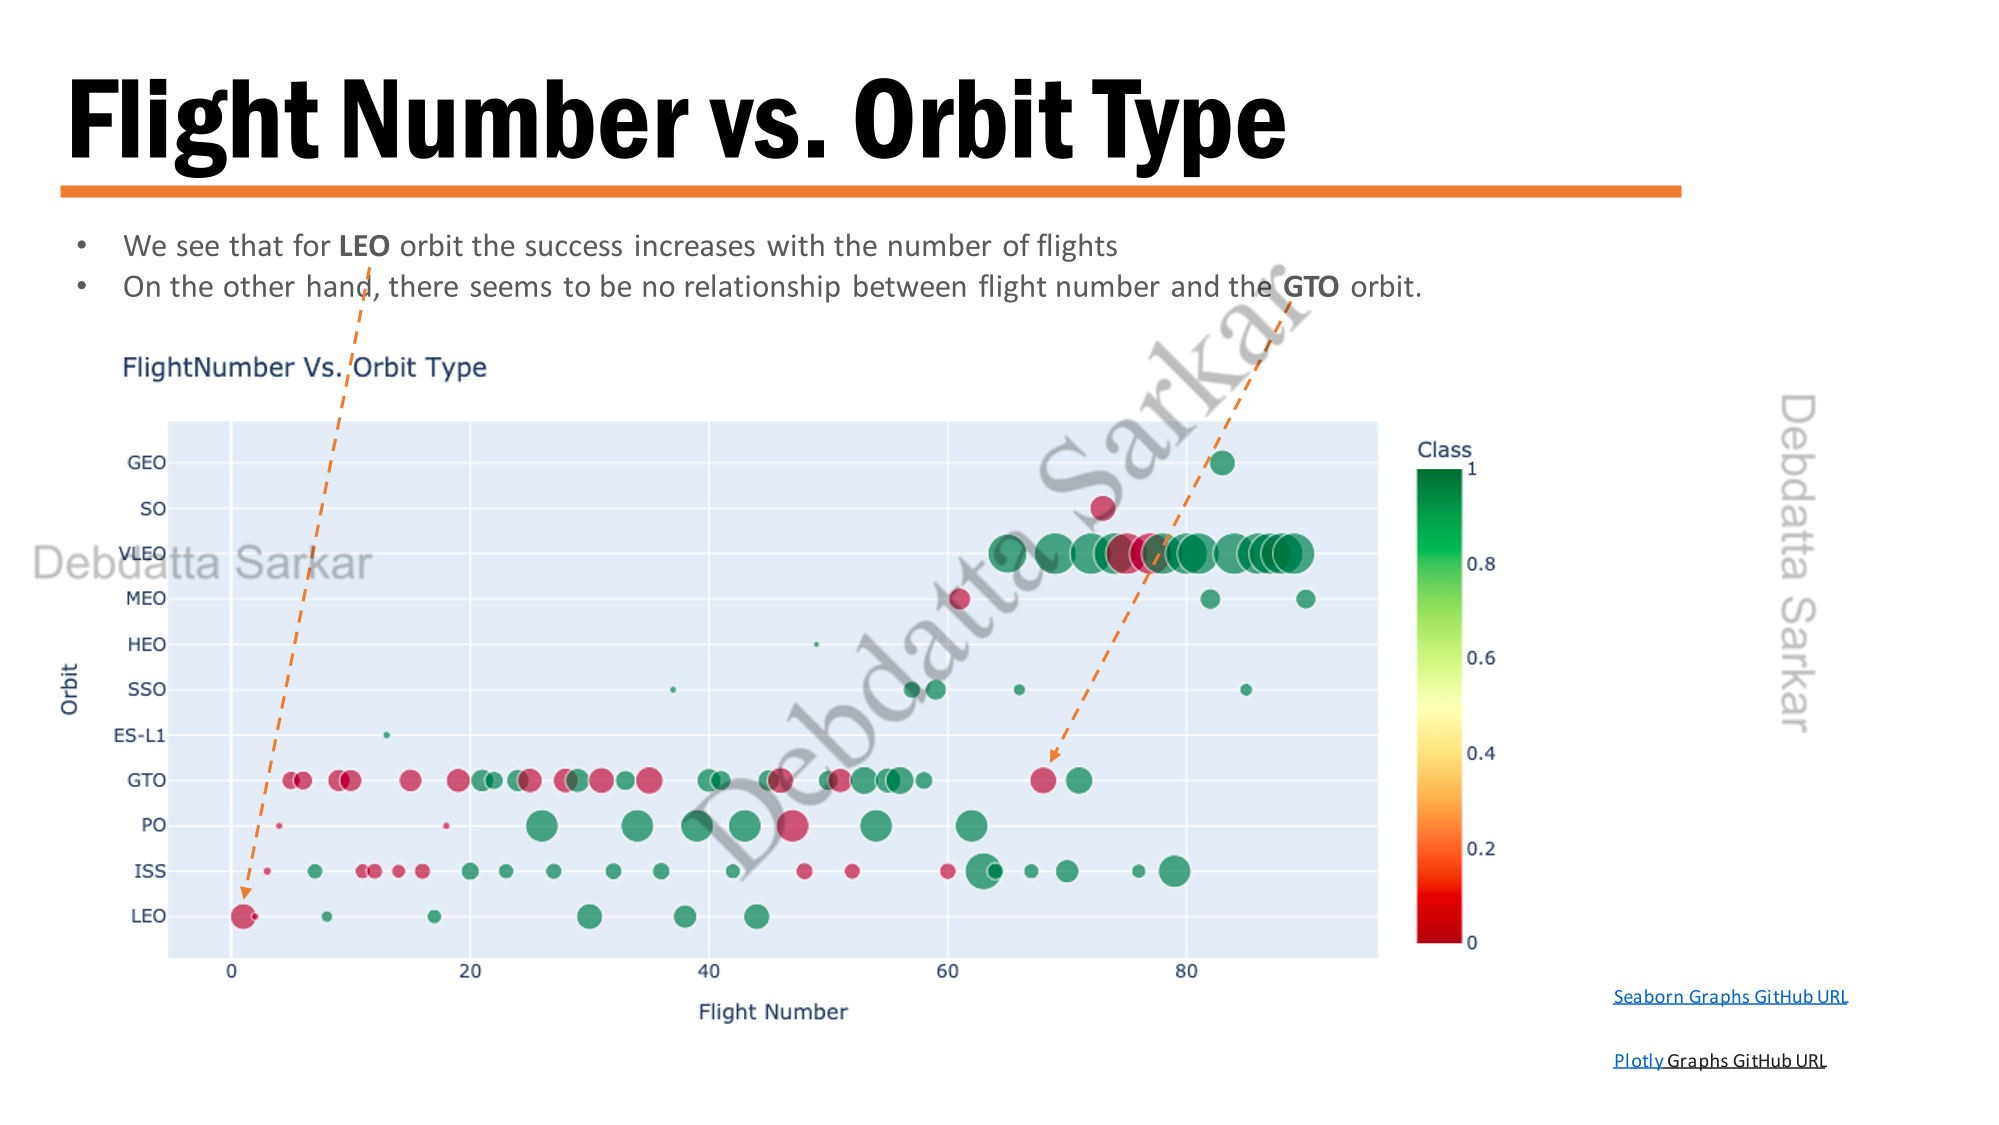 Flight Number vs. Orbit Type
• We see that for LEO orbit the success increases with the number of flights
• On the other hand, there seems to be no relationship between flight number and the GTO orbit.
FlightNumber Vs. Orbit Type
Class
GEO
SO
VLEO
MEO
HEO
SSO
ES-L1
GTO
PO
ISS
LEO
Orbit
0 20 40 60 80
Flight Number
1
0.8
0.6
0.4
0.2
0
Debdatta Sarkar
Debdatta Sarkar
Debdatta Sarkar
Seaborn Graphs GitHub URL
Plotly Graphs GitHub URL